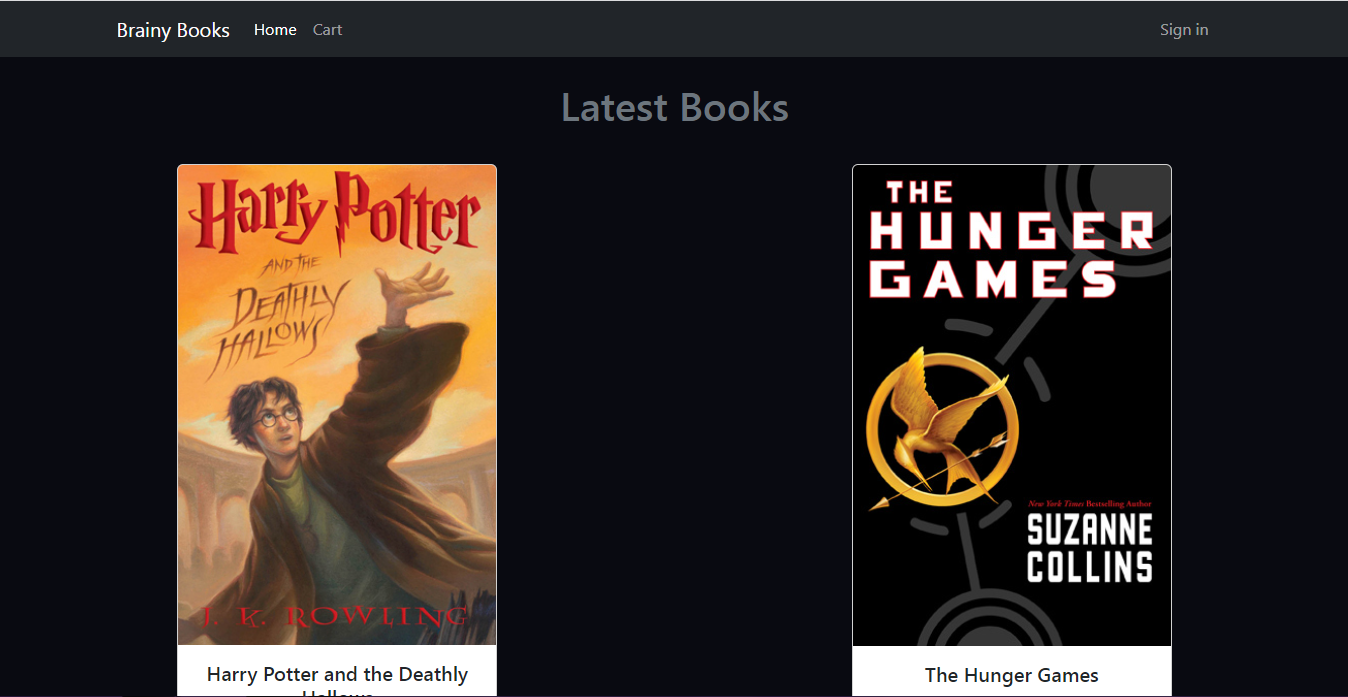 Brainy Books Home Cart Sign in
Latest Books
Harry Potter
AND THE
DEATHLY
HALLOWS
J. K. ROWLING
Harry Potter and the Deathly
Hallows
THE
HUNGER
GAMES
New York Times Bestselling Author
SUZANNE
COLLINS
The Hunger Games